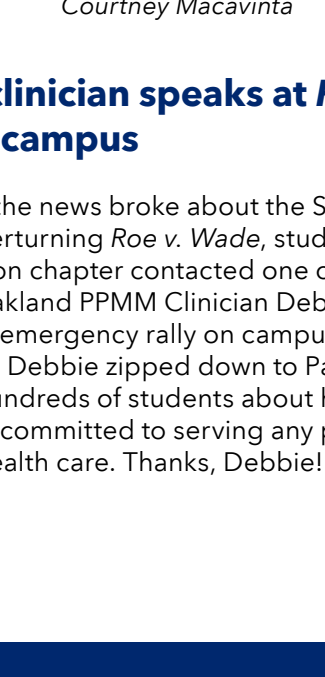 Courtney Macavinta
clinician speaks at
campus
the news broke about the S
erturning Roe v. Wade, stud
on chapter contacted one o
akland PPMM Clinician Deb
emergency rally on campu
Debbie zipped down to Pa
undreds of students about
committed to serving any
ealth care. Thanks, Debbie!